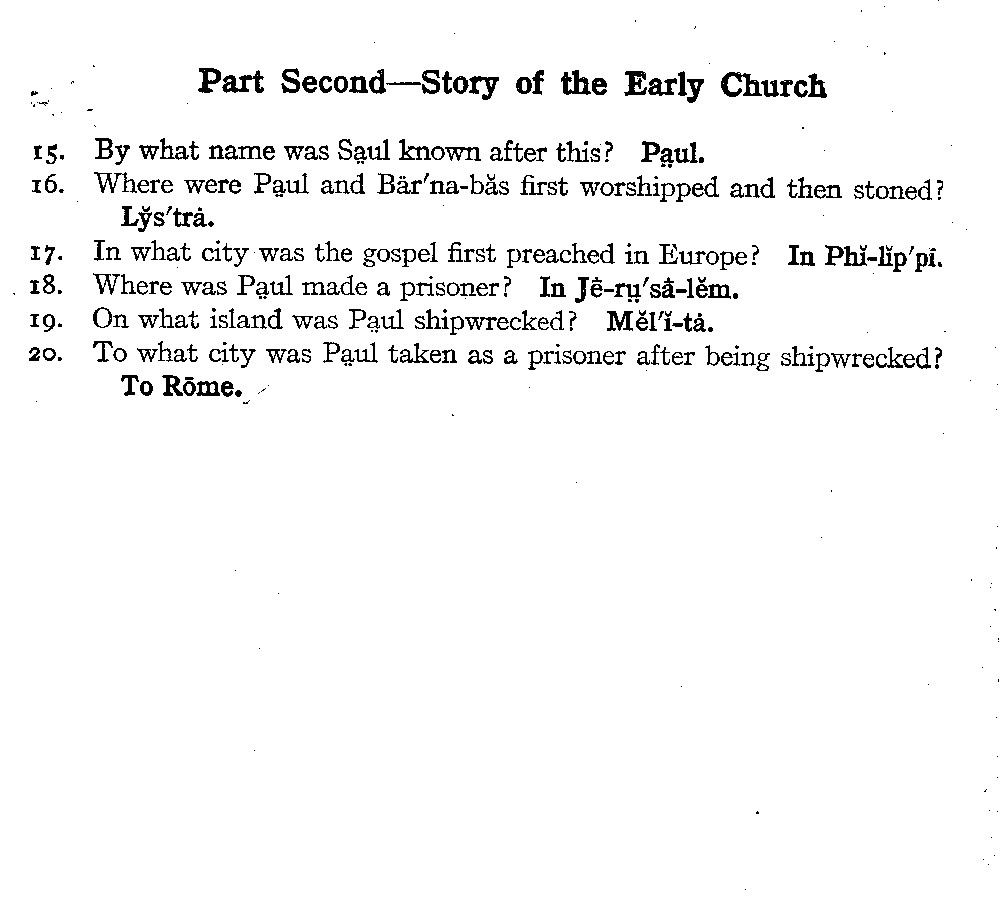 Part Second—Story of the Early Church
15. By what name was Sa̤ul known after this? Pa̤ul.
16. Where were Pa̤ul and Bär′na-băs first worshipped and then stoned?
Ly̆s′trȧ.
17. In what city was the gospel first preached in Europe? In Phĭ-lĭp′pī.
18. Where was Pa̤ul made a prisoner? In Jē̇-rṳ′sȧ-lĕm.
19. On what island was Pa̤ul shipwrecked? Mĕl′ĭ-tȧ.
20. To what city was Pa̤ul taken as a prisoner after being shipwrecked?
To Rōme.